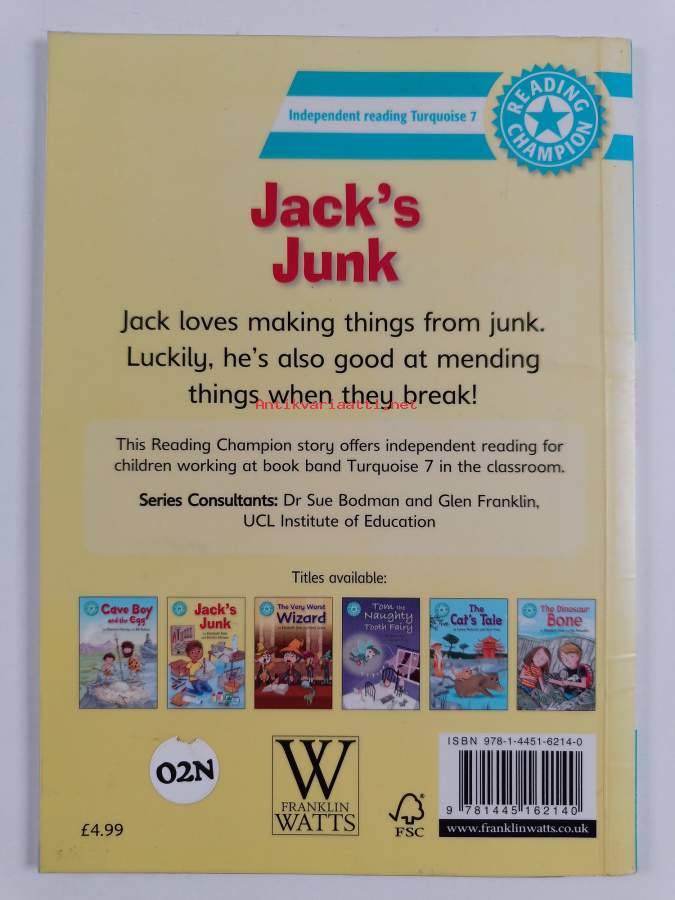 Independent reading Turquoise 7
READING
CHAMPION
Jack's
Junk
Jack loves making things from junk.
Luckily, he's also good at mending
things when they break!
Antikvariaatti.net
This Reading Champion story offers independent reading for
children working at book band Turquoise 7 in the classroom.
Series Consultants: Dr Sue Bodman and Glen Franklin,
UCL Institute of Education
Titles available:
Cave Boy
and the Egg
Jack's
Junk
The Very Worst
Wizard
Tom the
Naughty
Tooth Fairy
The
Cat's Tale
The Dinosaur
Bone
O2N
W
FRANKLIN
WATTS
FSC
ISBN 978-1-4451-6214-0
9 781445 162140
www.franklinwatts.co.uk
£4.99